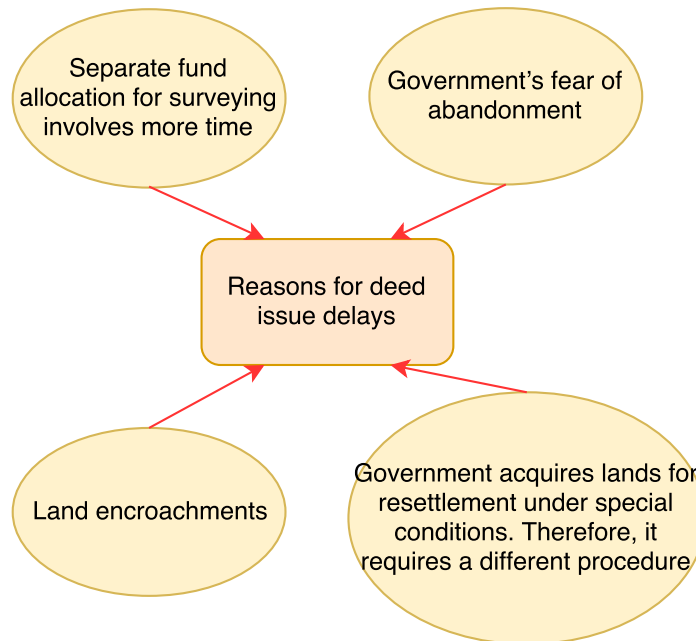 Separate fund
allocation for surveying
involves more time
Government's fear of
abandonment
Reasons for deed
issue delays
Land encroachments
Government acquires lands for
resettlement under special
conditions. Therefore, it
requires a different procedure